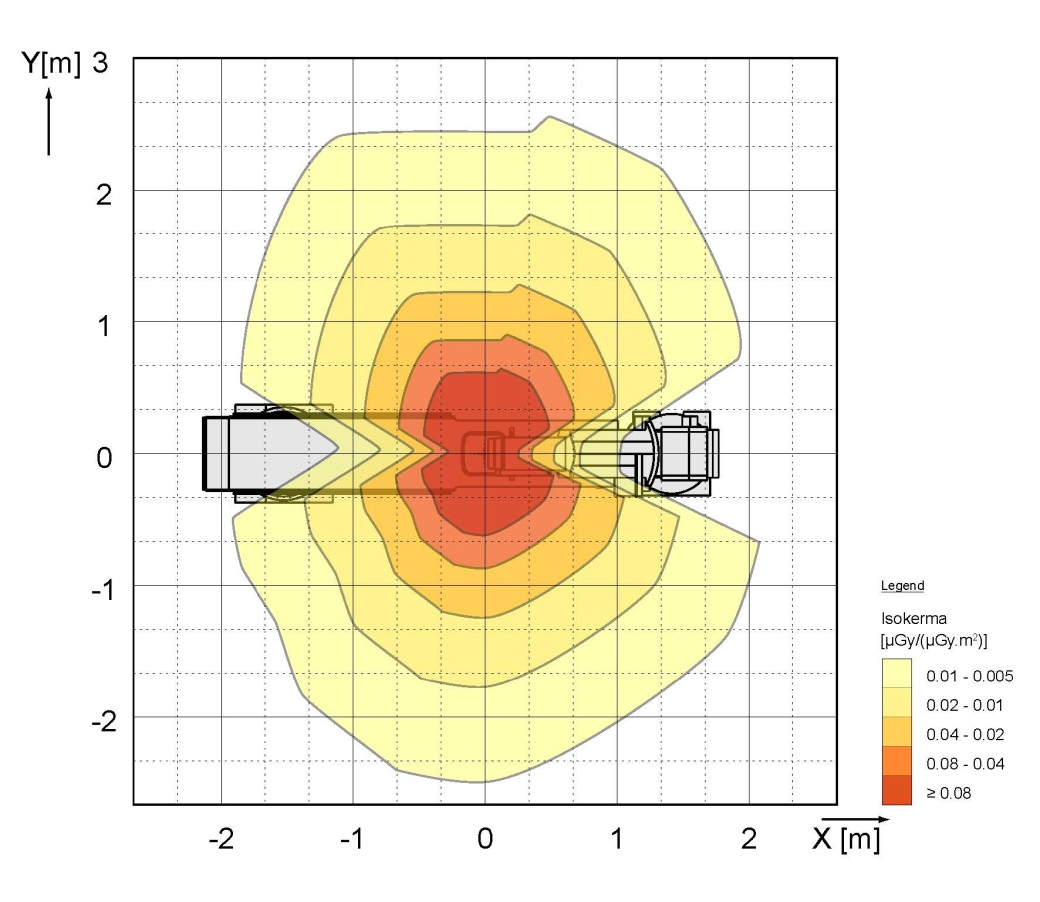 Y[m] 3
2
1
0
-1
-2
-2 -1 0 1 2 X [m]
Legend
Isokerma
[µGy/(µGy.m²)]
0.01 - 0.005
0.02 - 0.01
0.04 - 0.02
0.08 - 0.04
≥ 0.08